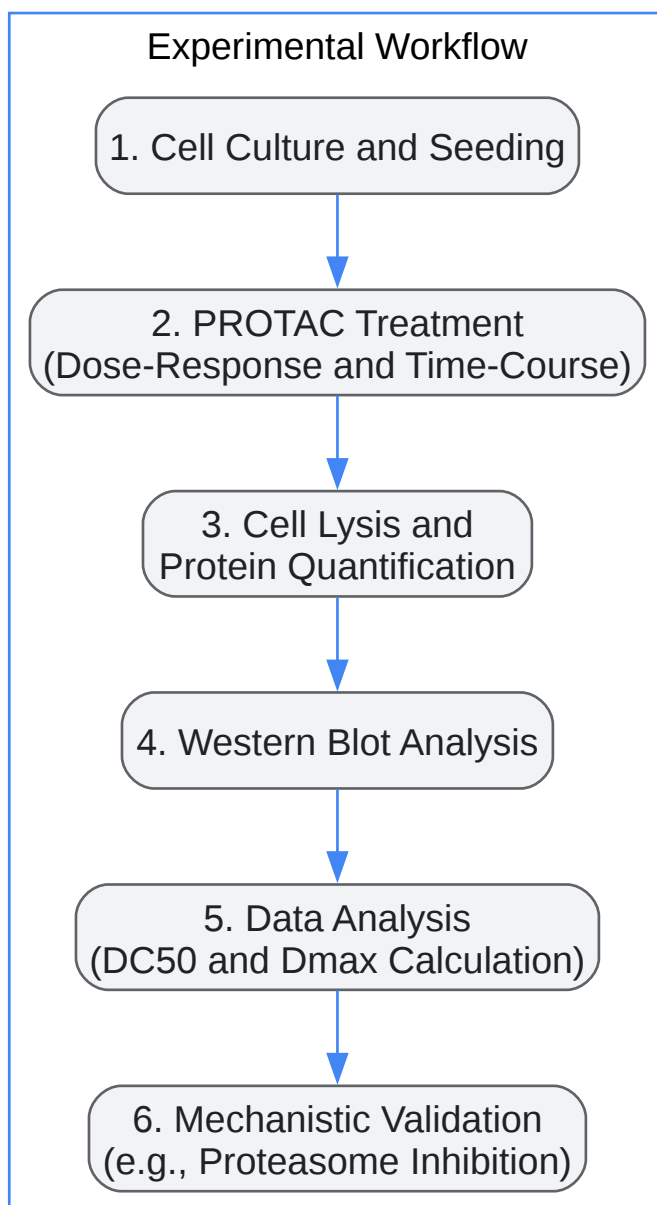 Experimental Workflow
1. Cell Culture and Seeding
2. PROTAC Treatment
(Dose-Response and Time-Course)
3. Cell Lysis and
Protein Quantification
4. Western Blot Analysis
5. Data Analysis
(DC50 and Dmax Calculation)
6. Mechanistic Validation
(e.g., Proteasome Inhibition)